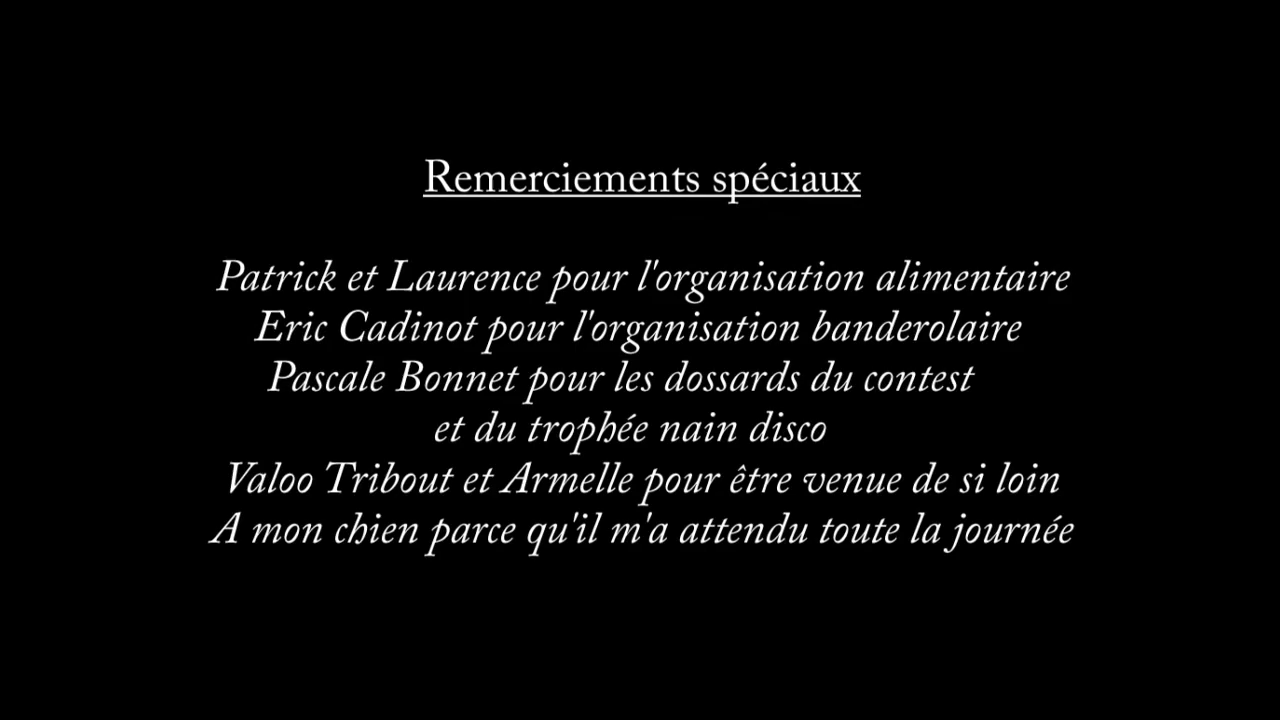 Remerciements spéciaux
Patrick et Laurence pour l'organisation alimentaire
Eric Cadinot pour l'organisation banderolaire
Pascale Bonnet pour les dossards du contest
et du trophée nain disco
Valoo Tribout et Armelle pour être venue de si loin
A mon chien parce qu'il m'a attendu toute la journée